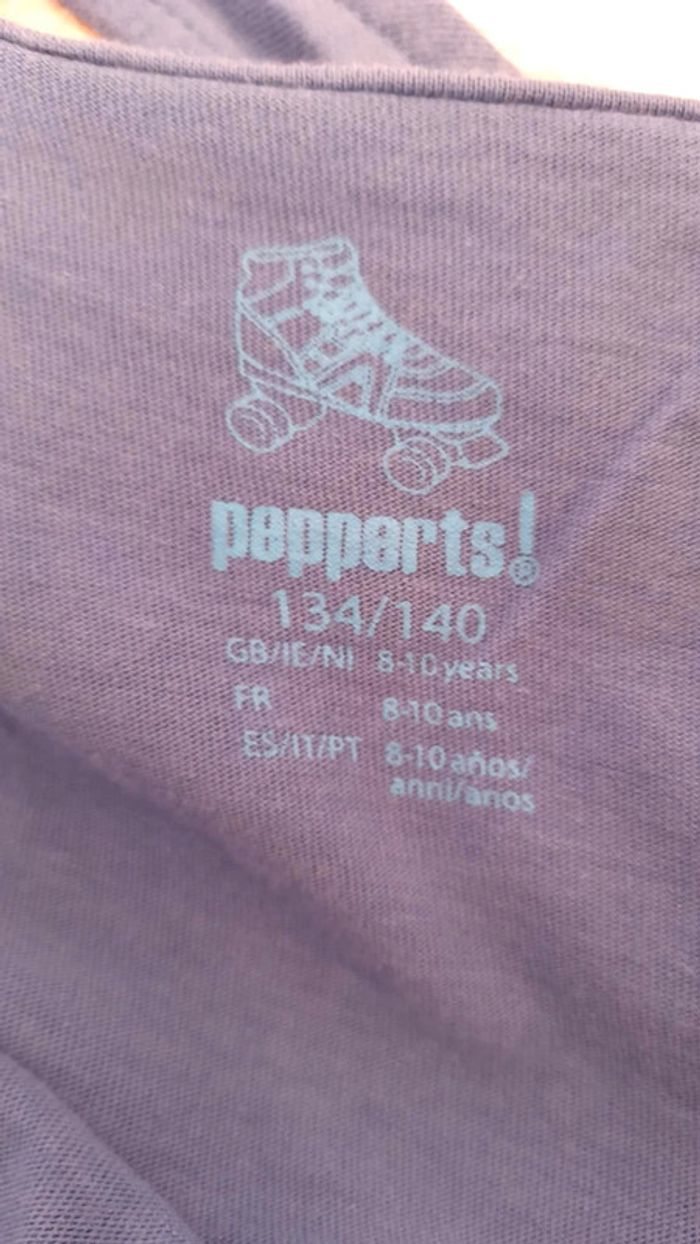 pepperts!®
134/140
GB/IE/NI 8-10 years
FR 8-10 ans
ES/IT/PT 8-10 años/
anni/anos